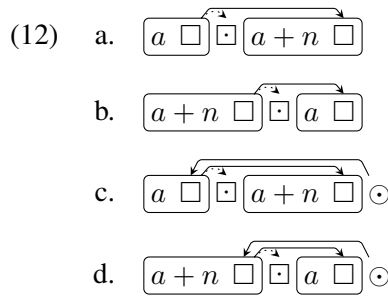 (12) a. a □ ⊡ a + n □
b. a + n □ ⊡ a □
c. a □ ⊡ a + n □ ⊙
d. a + n □ ⊡ a □ ⊙